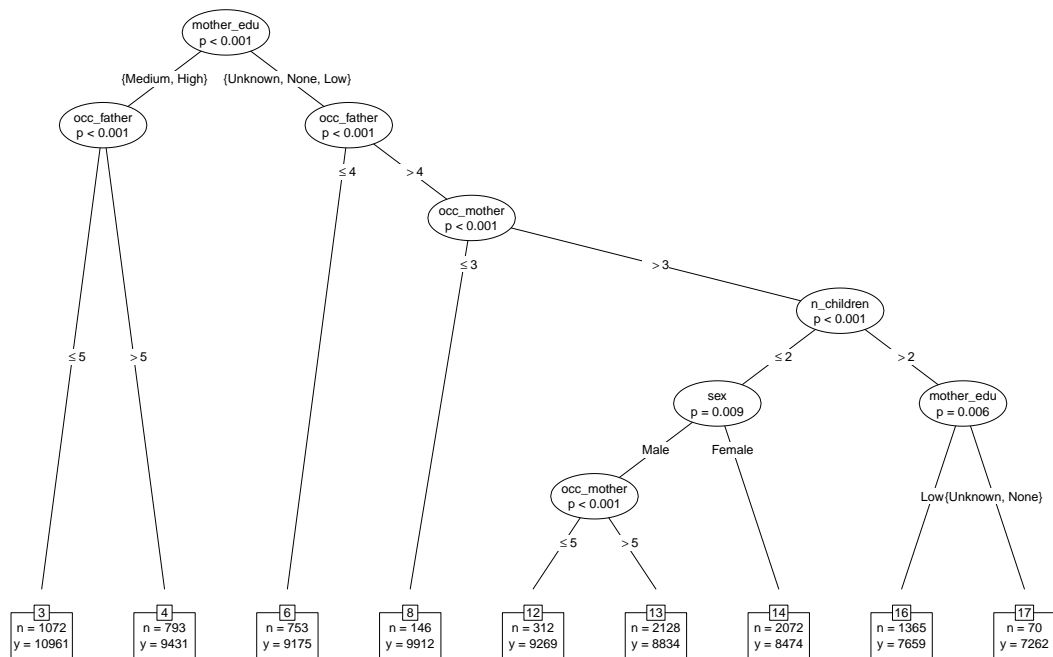 mother_edu
p < 0.001
{Medium, High}
{Unknown, None, Low}
occ_father
p < 0.001
occ_father
p < 0.001
≤ 4
> 4
occ_mother
p < 0.001
≤ 3
> 3
n_children
p < 0.001
≤ 5
> 5
≤ 2
> 2
sex
p = 0.009
mother_edu
p = 0.006
Male
Female
occ_mother
p < 0.001
Low
{Unknown, None}
≤ 5
> 5
3
n = 1072
y = 10961
4
n = 793
y = 9431
6
n = 753
y = 9175
8
n = 146
y = 9912
12
n = 312
y = 9269
13
n = 2128
y = 8834
14
n = 2072
y = 8474
16
n = 1365
y = 7659
17
n = 70
y = 7262